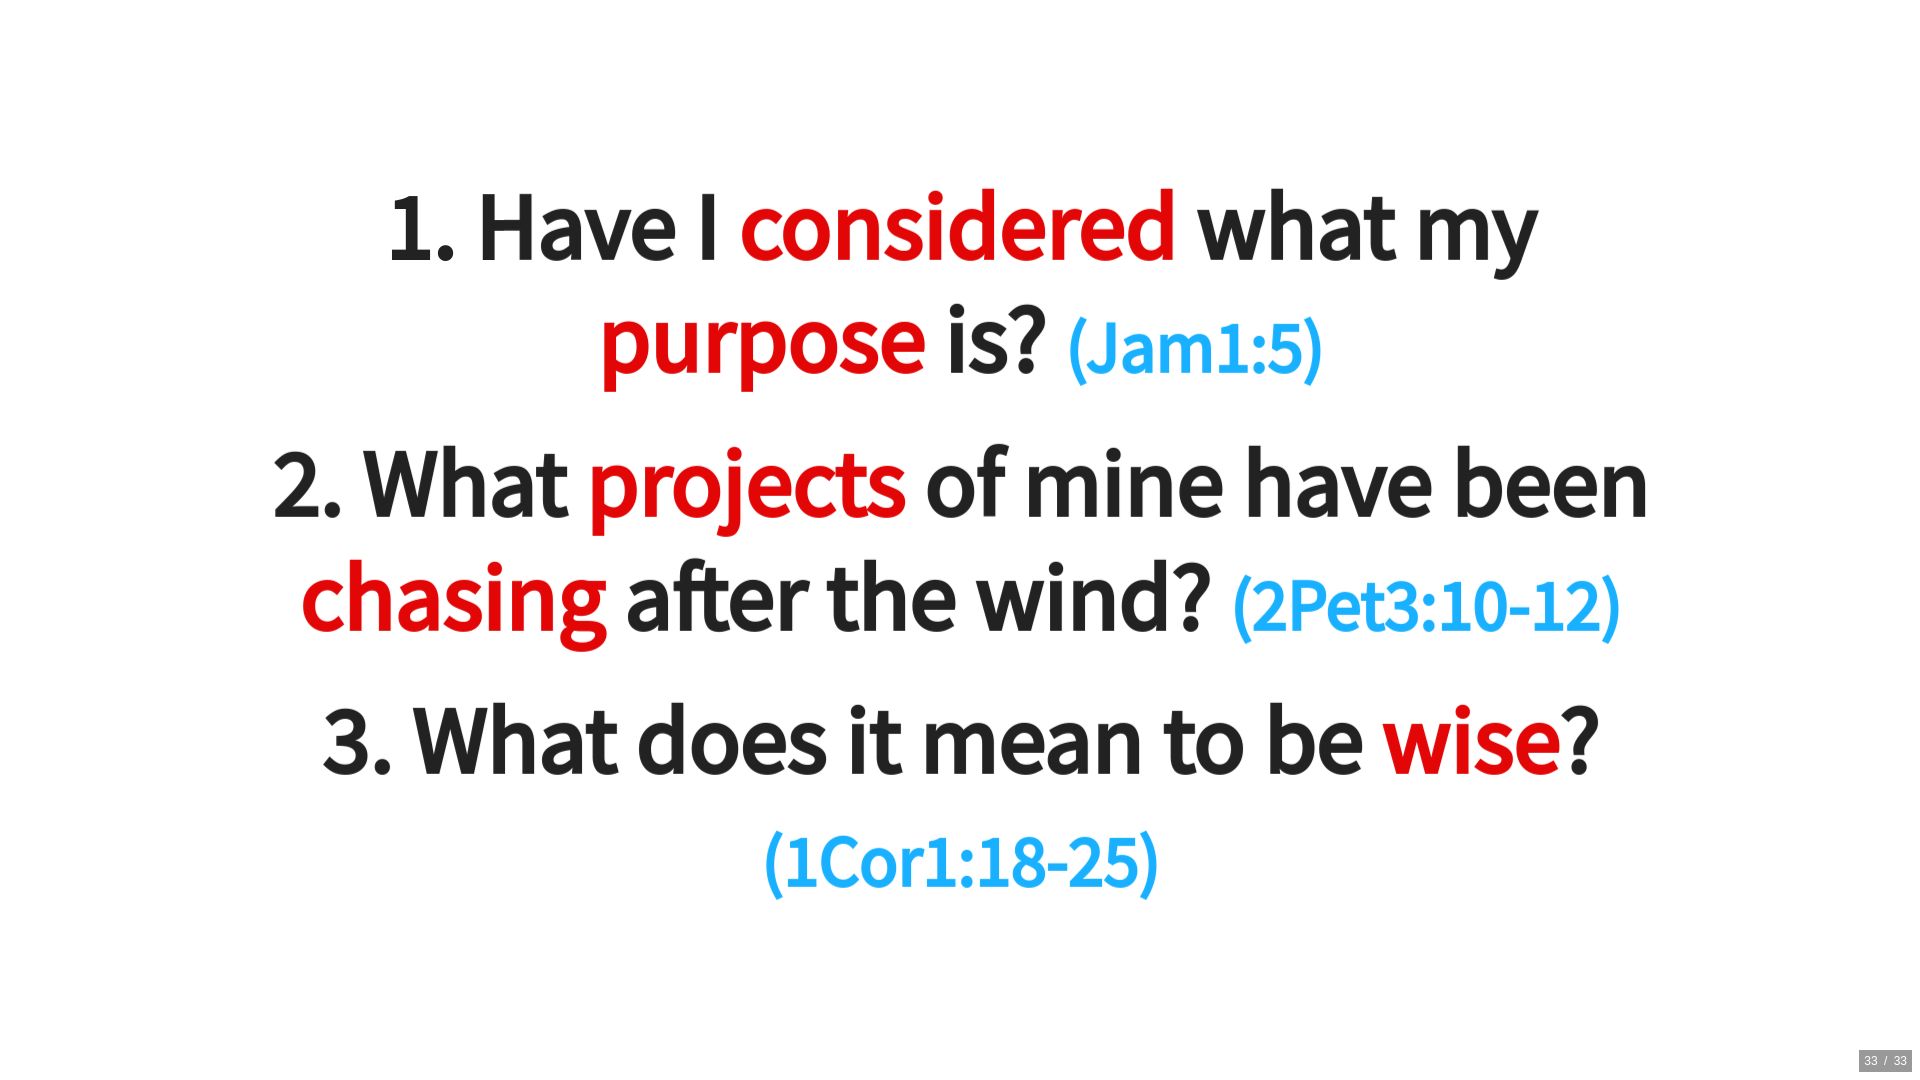 1. Have I considered what my
purpose is? (Jam1:5)
2. What projects of mine have been
chasing after the wind? (2Pet3:10-12)
3. What does it mean to be wise?
(1Cor1:18-25)
33 / 33